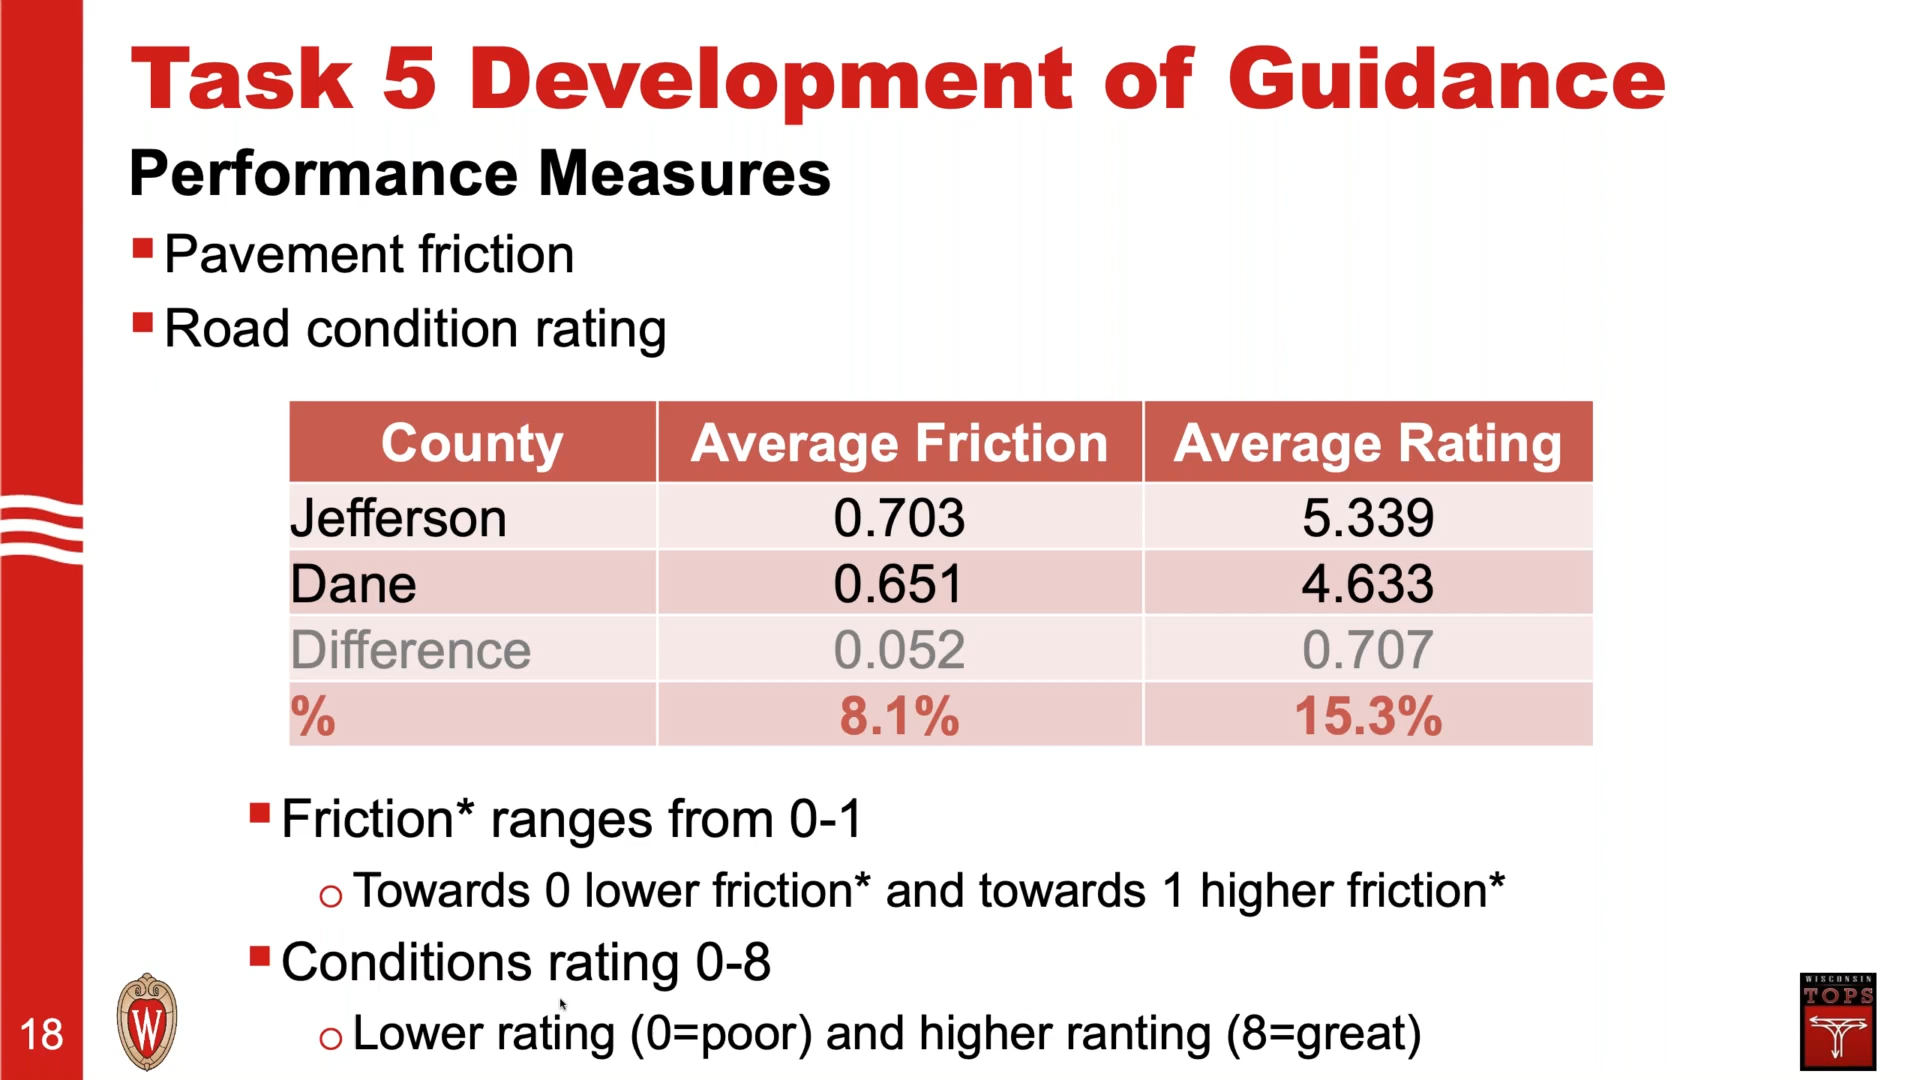 Task 5 Development of Guidance
Performance Measures
Pavement friction
Road condition rating
County Average Friction Average Rating
Jefferson 0.703 5.339
Dane 0.651 4.633
Difference 0.052 0.707
% 8.1% 15.3%
Friction* ranges from 0-1
Towards 0 lower friction* and towards 1 higher friction*
Conditions rating 0-8
Lower rating (0=poor) and higher ranting (8=great)
18
W
WISCONSIN
TOPS